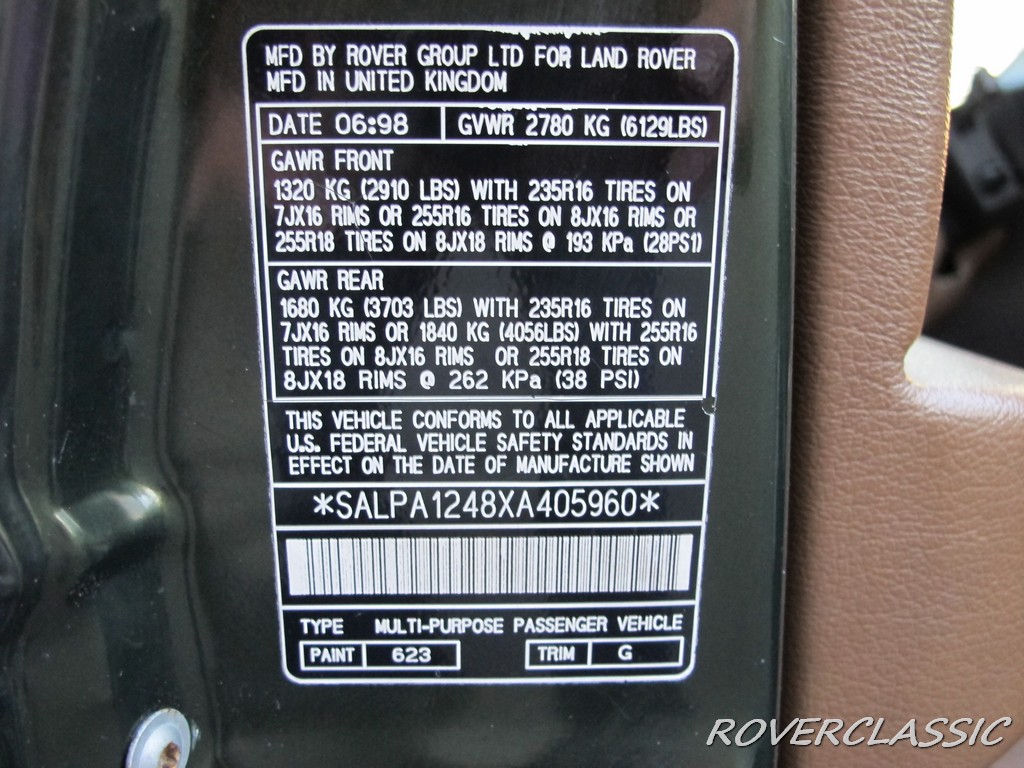 MFD BY ROVER GROUP LTD FOR LAND ROVER
MFD IN UNITED KINGDOM
DATE 06:98 GVWR 2780 KG (6129LBS)
GAWR FRONT
1320 KG (2910 LBS) WITH 235R16 TIRES ON
7JX16 RIMS OR 255R16 TIRES ON 8JX16 RIMS OR
255R18 TIRES ON 8JX18 RIMS @ 193 KPa (28PS1)
GAWR REAR
1680 KG (3703 LBS) WITH 235R16 TIRES ON
7JX16 RIMS OR 1840 KG (4056LBS) WITH 255R16
TIRES ON 8JX16 RIMS OR 255R18 TIRES ON
8JX18 RIMS @ 262 KPa (38 PSI)
THIS VEHICLE CONFORMS TO ALL APPLICABLE
U.S. FEDERAL VEHICLE SAFETY STANDARDS IN
EFFECT ON THE DATE OF MANUFACTURE SHOWN
*SALPA1248XA405960*
TYPE MULTI-PURPOSE PASSENGER VEHICLE
PAINT 623 TRIM G
ROVERCLASSIC